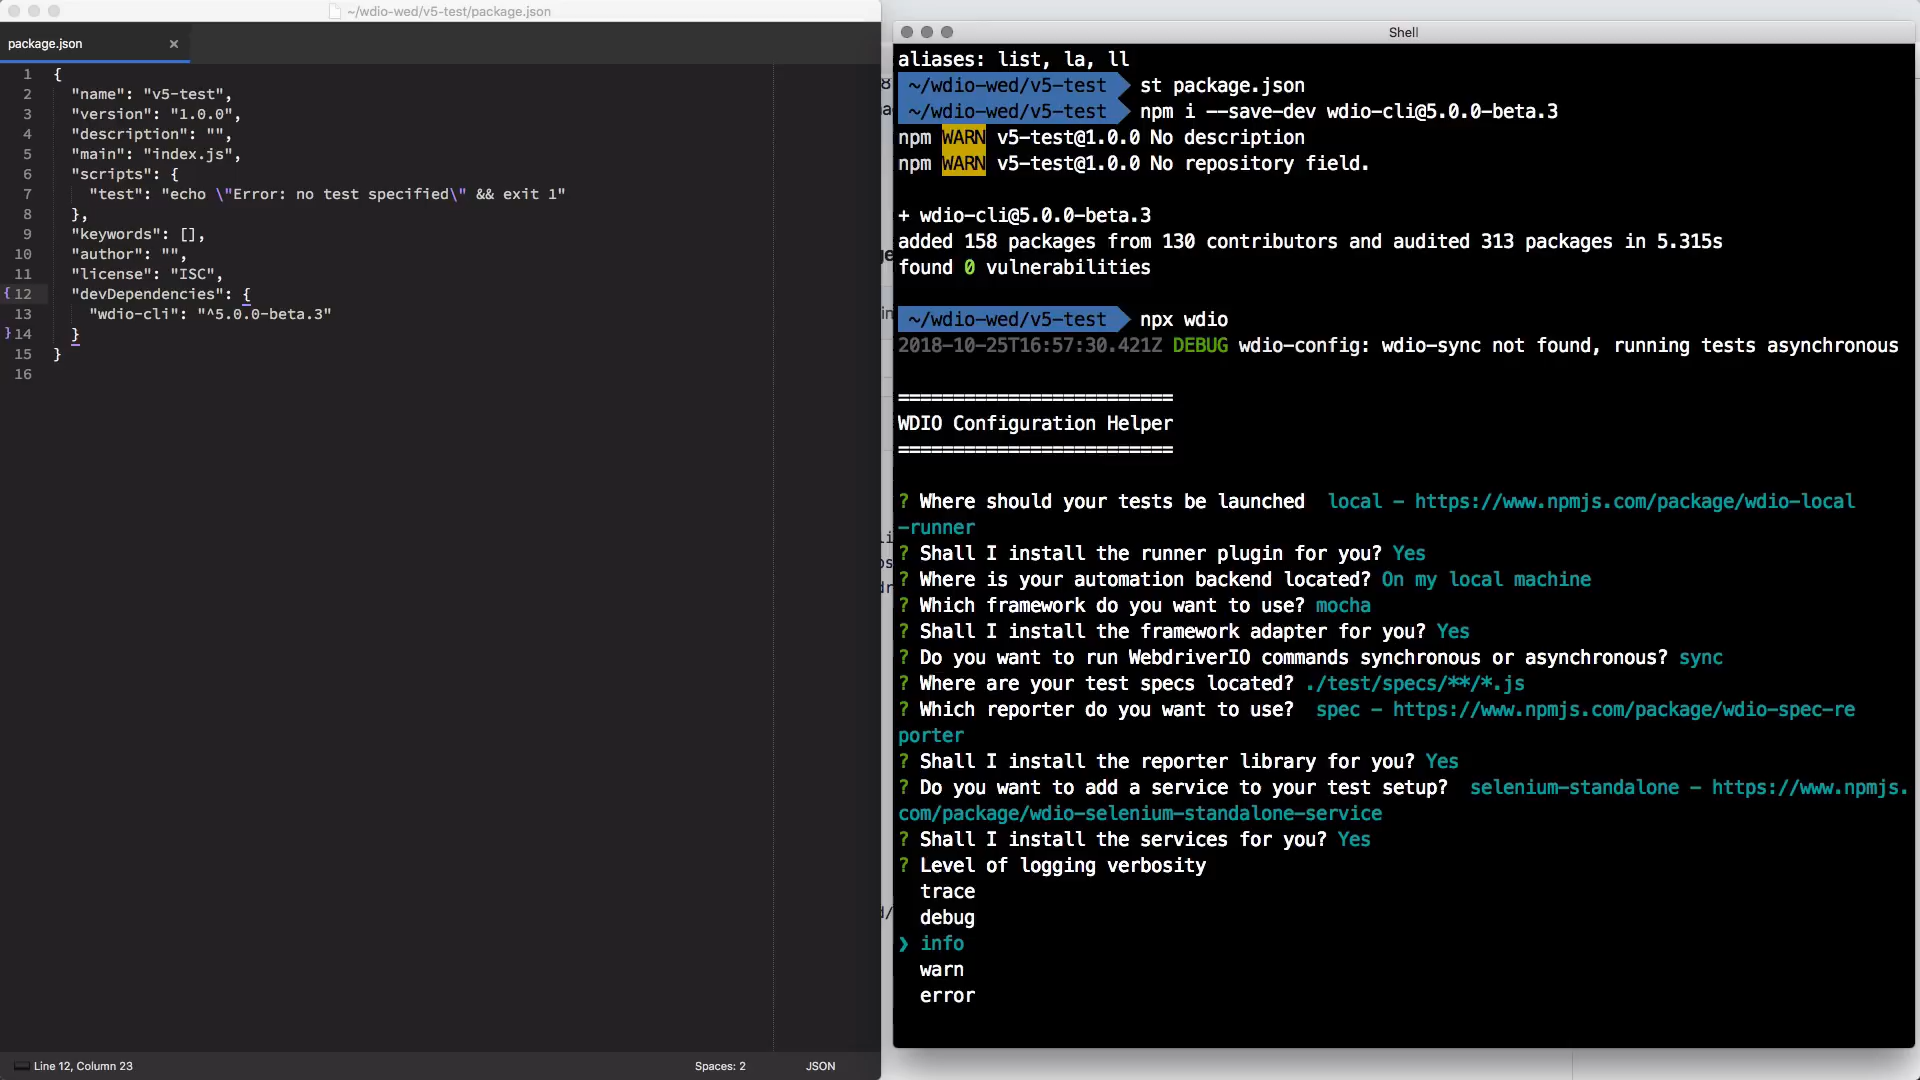 ~/wdio-wed/v5-test/package.json
package.json ×
1 {
2 "name": "v5-test",
3 "version": "1.0.0",
4 "description": "",
5 "main": "index.js",
6 "scripts": {
7 "test": "echo \"Error: no test specified\" && exit 1"
8 },
9 "keywords": [],
10 "author": "",
11 "license": "ISC",
12 "devDependencies": {
13 "wdio-cli": "^5.0.0-beta.3"
14 }
15 }
16
Line 12, Column 23
Spaces: 2
JSON
Shell
aliases: list, la, ll
~/wdio-wed/v5-test st package.json
~/wdio-wed/v5-test npm i --save-dev wdio-cli@5.0.0-beta.3
npm WARN v5-test@1.0.0 No description
npm WARN v5-test@1.0.0 No repository field.
+ wdio-cli@5.0.0-beta.3
added 158 packages from 130 contributors and audited 313 packages in 5.315s
found 0 vulnerabilities
~/wdio-wed/v5-test npx wdio
2018-10-25T16:57:30.421Z DEBUG wdio-config: wdio-sync not found, running tests asynchronous
=========================
WDIO Configuration Helper
=========================
? Where should your tests be launched local - https://www.npmjs.com/package/wdio-local
-runner
? Shall I install the runner plugin for you? Yes
? Where is your automation backend located? On my local machine
? Which framework do you want to use? mocha
? Shall I install the framework adapter for you? Yes
? Do you want to run WebdriverIO commands synchronous or asynchronous? sync
? Where are your test specs located? ./test/specs/**/*.js
? Which reporter do you want to use? spec - https://www.npmjs.com/package/wdio-spec-re
porter
? Shall I install the reporter library for you? Yes
? Do you want to add a service to your test setup? selenium-standalone - https://www.npmjs.
com/package/wdio-selenium-standalone-service
? Shall I install the services for you? Yes
? Level of logging verbosity
trace
debug
❯ info
warn
error